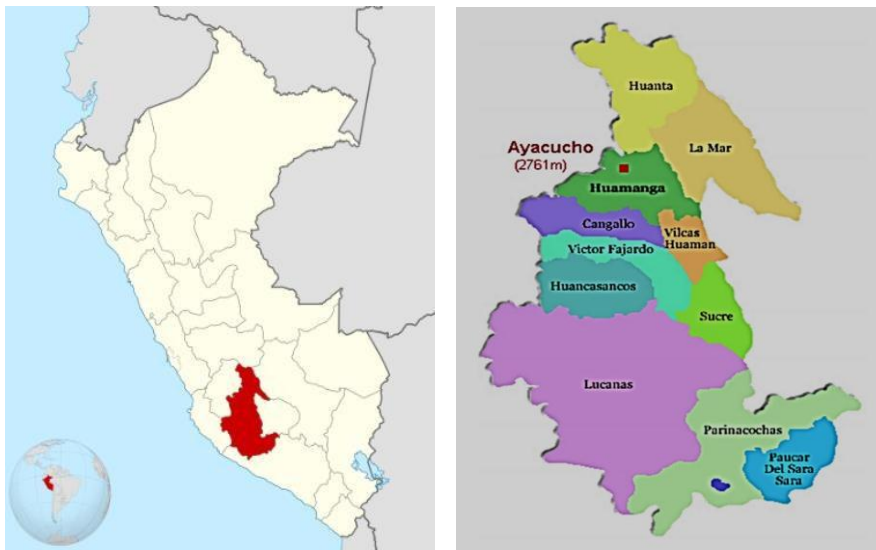 Huanta
La Mar
Ayacucho
(2761m)
Huamanga
Cangallo
Vilcas
Huaman
Victor Fajardo
Huancasancos
Sucre
Lucanas
Parinacochas
Paucar
Del Sara
Sara